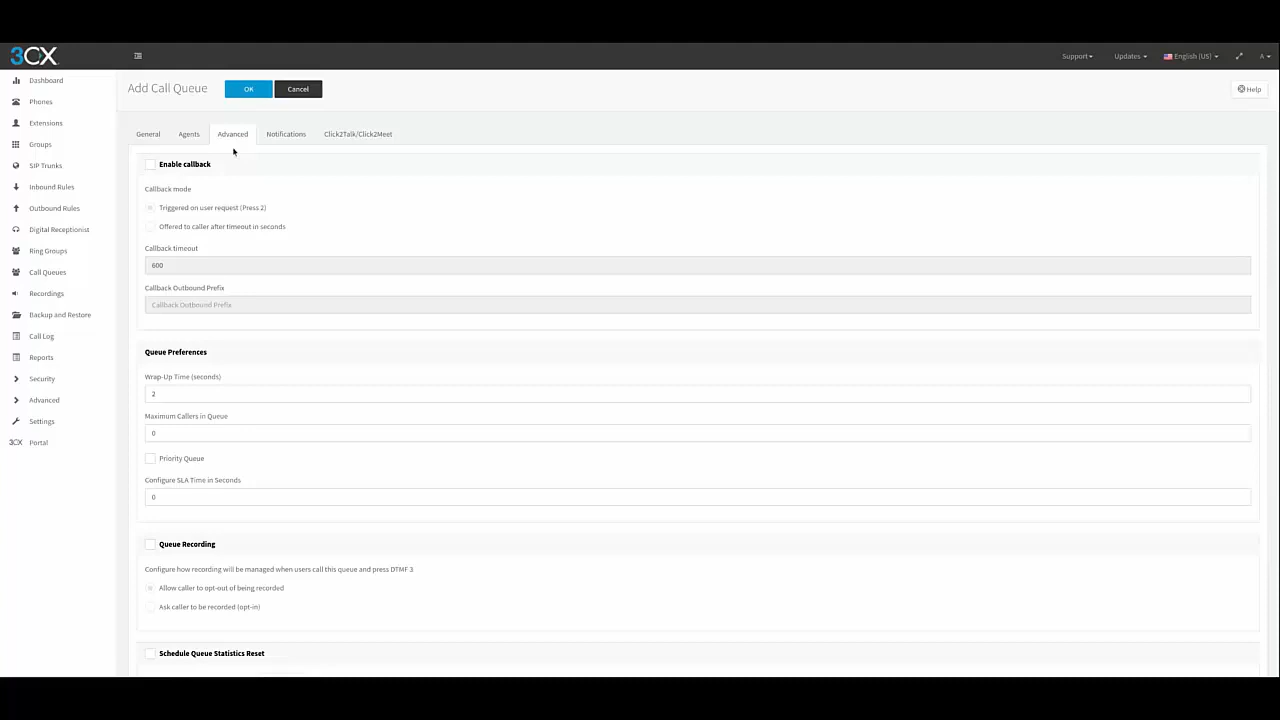 3CX
Support
Updates
English (US)
A
Dashboard
Phones
Extensions
Groups
SIP Trunks
Inbound Rules
Outbound Rules
Digital Receptionist
Ring Groups
Call Queues
Recordings
Backup and Restore
Call Log
Reports
Security
Advanced
Settings
3CX Portal
Add Call Queue
OK
Cancel
Help
General
Agents
Advanced
Notifications
Click2Talk/Click2Meet
Enable callback
Callback mode
Triggered on user request (Press 2)
Offered to caller after timeout in seconds
Callback timeout
600
Callback Outbound Prefix
Callback Outbound Prefix
Queue Preferences
Wrap-Up Time (seconds)
2
Maximum Callers in Queue
0
Priority Queue
Configure SLA Time in Seconds
0
Queue Recording
Configure how recording will be managed when users call this queue and press DTMF 3
Allow caller to opt-out of being recorded
Ask caller to be recorded (opt-in)
Schedule Queue Statistics Reset